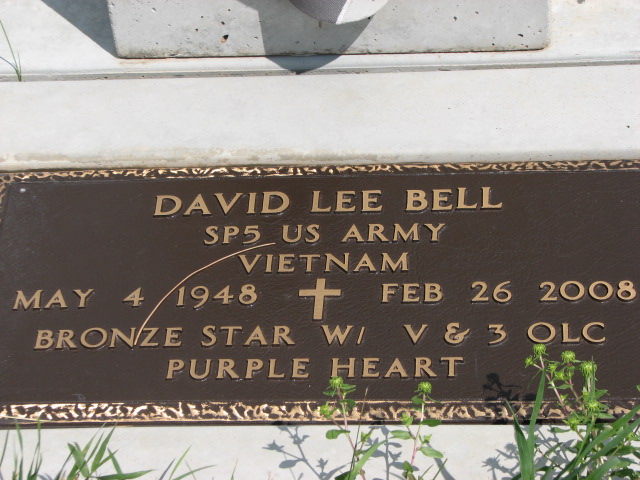 DAVID LEE BELL
SP5 US ARMY
VIETNAM
MAY 4 1948 ✝ FEB 26 2008
BRONZE STAR W/ V & 3 OLC
PURPLE HEART